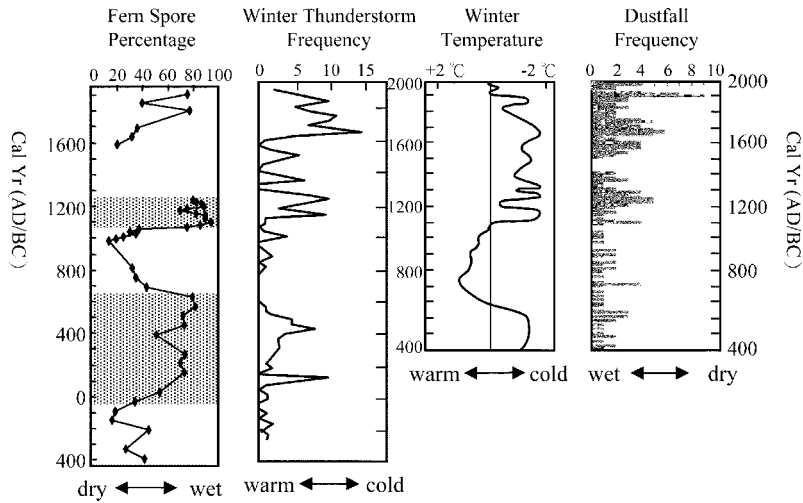 Fern Spore
Percentage
Winter Thunderstorm
Frequency
Winter
Temperature
Dustfall
Frequency
+2 °C
-2 °C
0 20 40 60 80 100
0 5 10 15
0 2 4 6 8 10
Cal Yr (AD/BC)
1600
1200
800
400
0
400
2000
1600
1200
800
400
2000
1600
1200
800
400
Cal Yr (AD/BC)
dry wet
warm cold
warm cold
wet dry